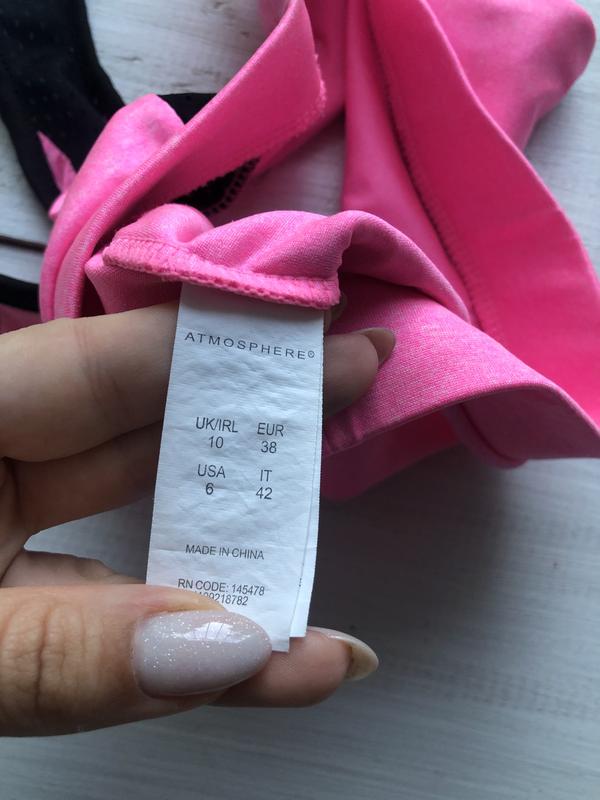 ATMOSPHERE®
UK/IRL EUR
10 38
USA IT
6 42
MADE IN CHINA
RN CODE: 145478